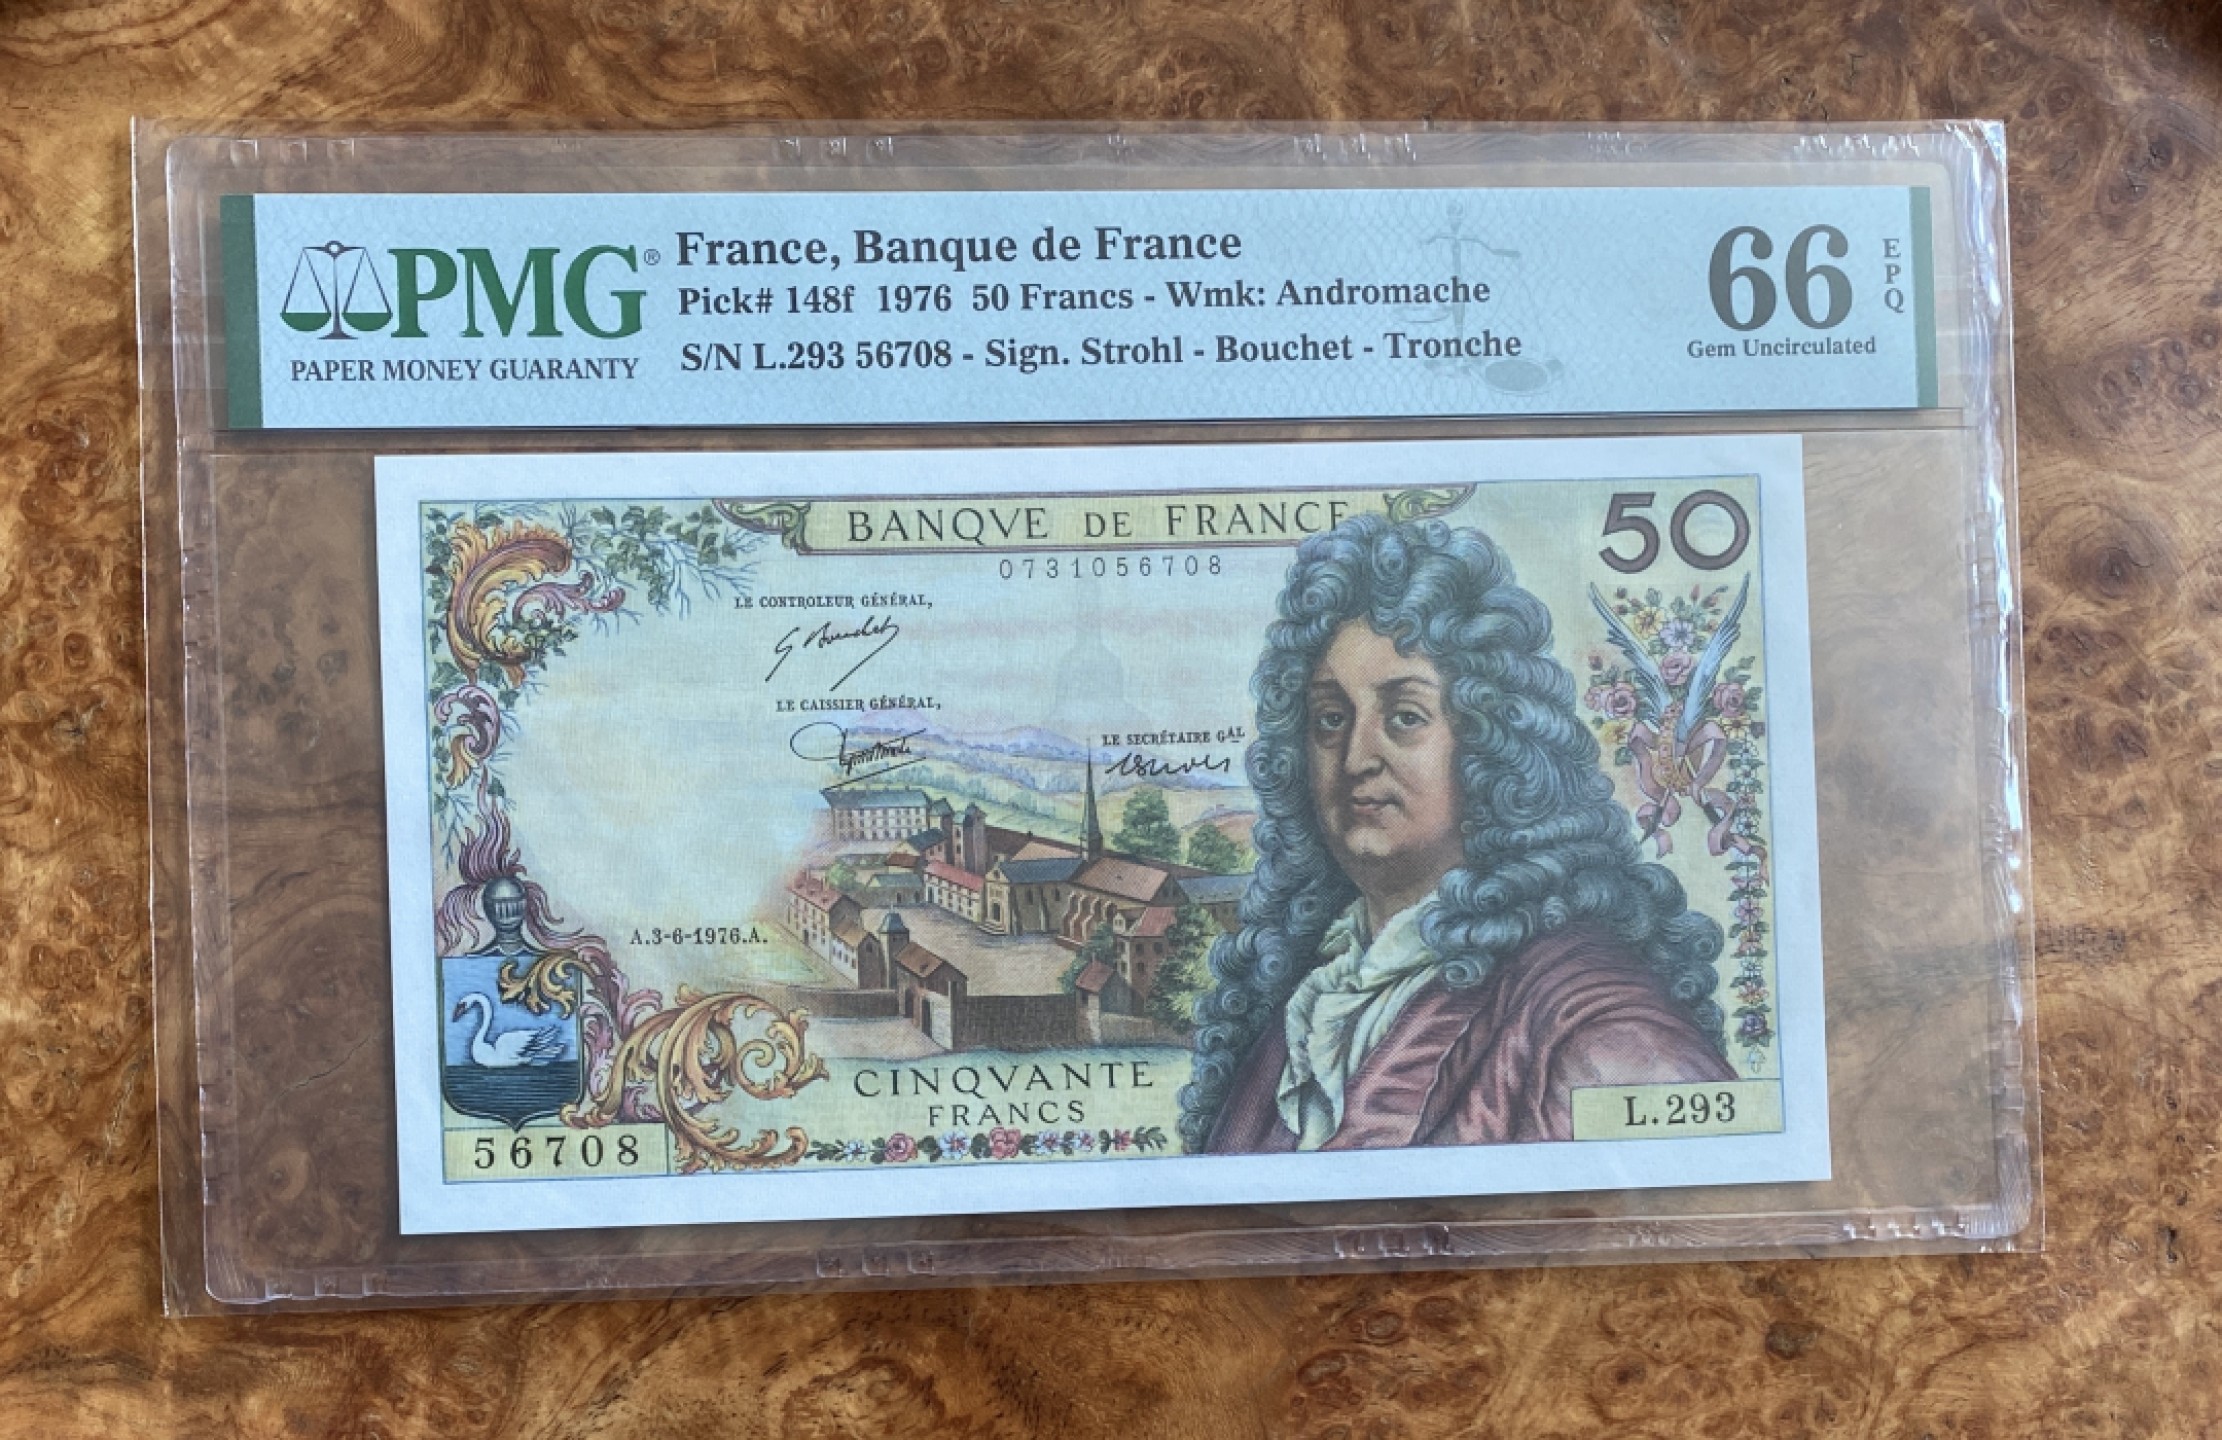 PMG®
PAPER MONEY GUARANTY
France, Banque de France
Pick# 148f 1976 50 Francs - Wmk: Andromache
S/N L.293 56708 - Sign. Strohl - Bouchet - Tronche
66
EPQ
Gem Uncirculated
BANQVE DE FRANCE
50
0731056708
LE CONTROLEUR GÉNÉRAL,
G Bouchet
LE CAISSIER GÉNÉRAL,
LE SECRÉTAIRE GAL
A.3-6-1976.A.
CINQVANTE
FRANCS
L.293
56708